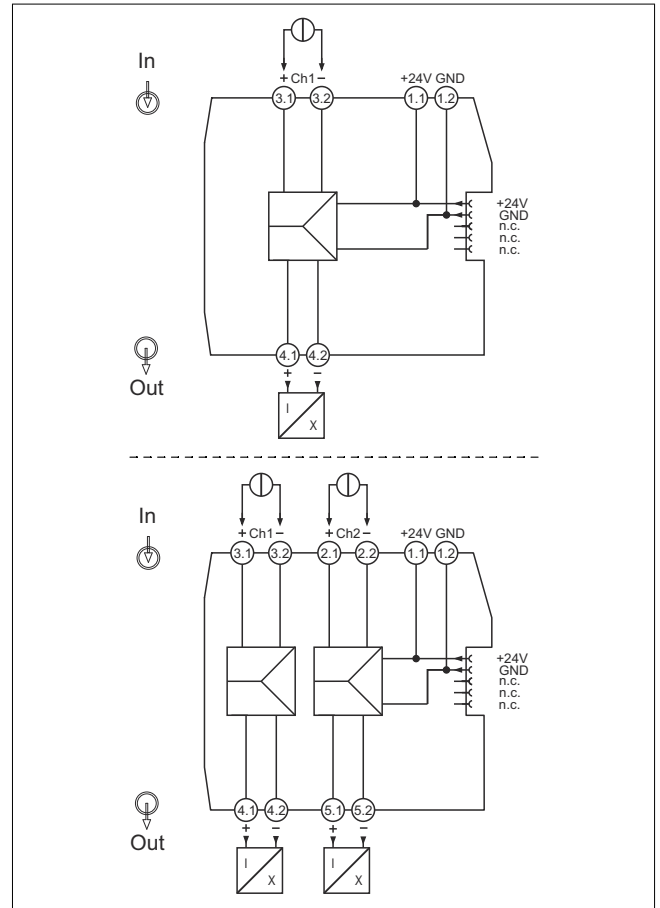 In
+ Ch1 − +24V GND
3.1 3.2 1.1 1.2
+24V
GND
n.c.
n.c.
n.c.
4.1 4.2
+ −
Out
I X
In
+ Ch1 − + Ch2 − +24V GND
3.1 3.2 2.1 2.2 1.1 1.2
+24V
GND
n.c.
n.c.
n.c.
4.1 4.2 5.1 5.2
+ − + −
Out
I X I X